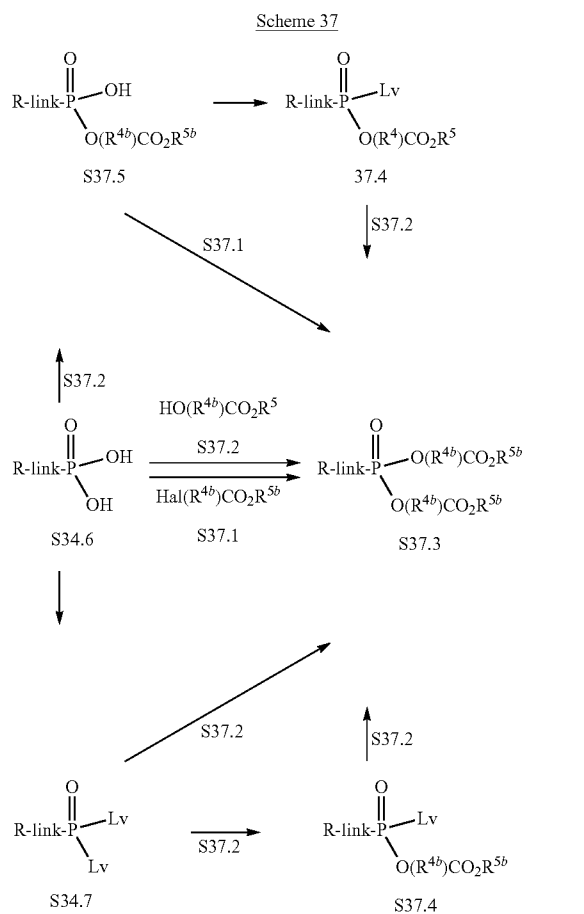 Scheme 37
O O
R-link-P OH R-link-P Lv
O(R⁴ᵇ)CO₂R⁵ᵇ O(R⁴)CO₂R⁵
S37.5 37.4
S37.1 S37.2
S37.2
HO(R⁴ᵇ)CO₂R⁵
O S37.2 O
R-link-P OH R-link-P O(R⁴ᵇ)CO₂R⁵ᵇ
OH Hal(R⁴ᵇ)CO₂R⁵ᵇ O(R⁴ᵇ)CO₂R⁵ᵇ
S34.6 S37.1 S37.3
S37.2 S37.2
O O
R-link-P Lv R-link-P Lv
Lv S37.2 O(R⁴ᵇ)CO₂R⁵ᵇ
S34.7 S37.4